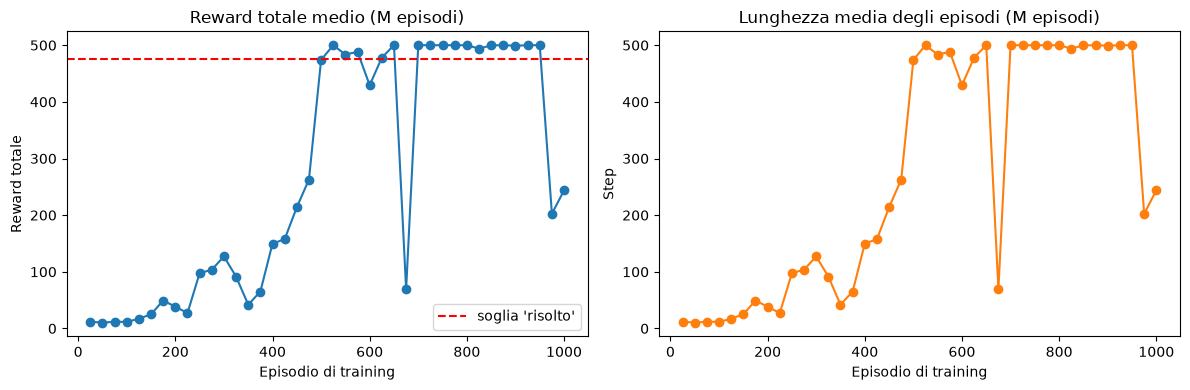 Reward totale medio (M episodi)
Reward totale
500
400
300
200
100
0
soglia 'risolto'
0 200 400 600 800 1000
Episodio di training
Lunghezza media degli episodi (M episodi)
Step
500
400
300
200
100
0
0 200 400 600 800 1000
Episodio di training